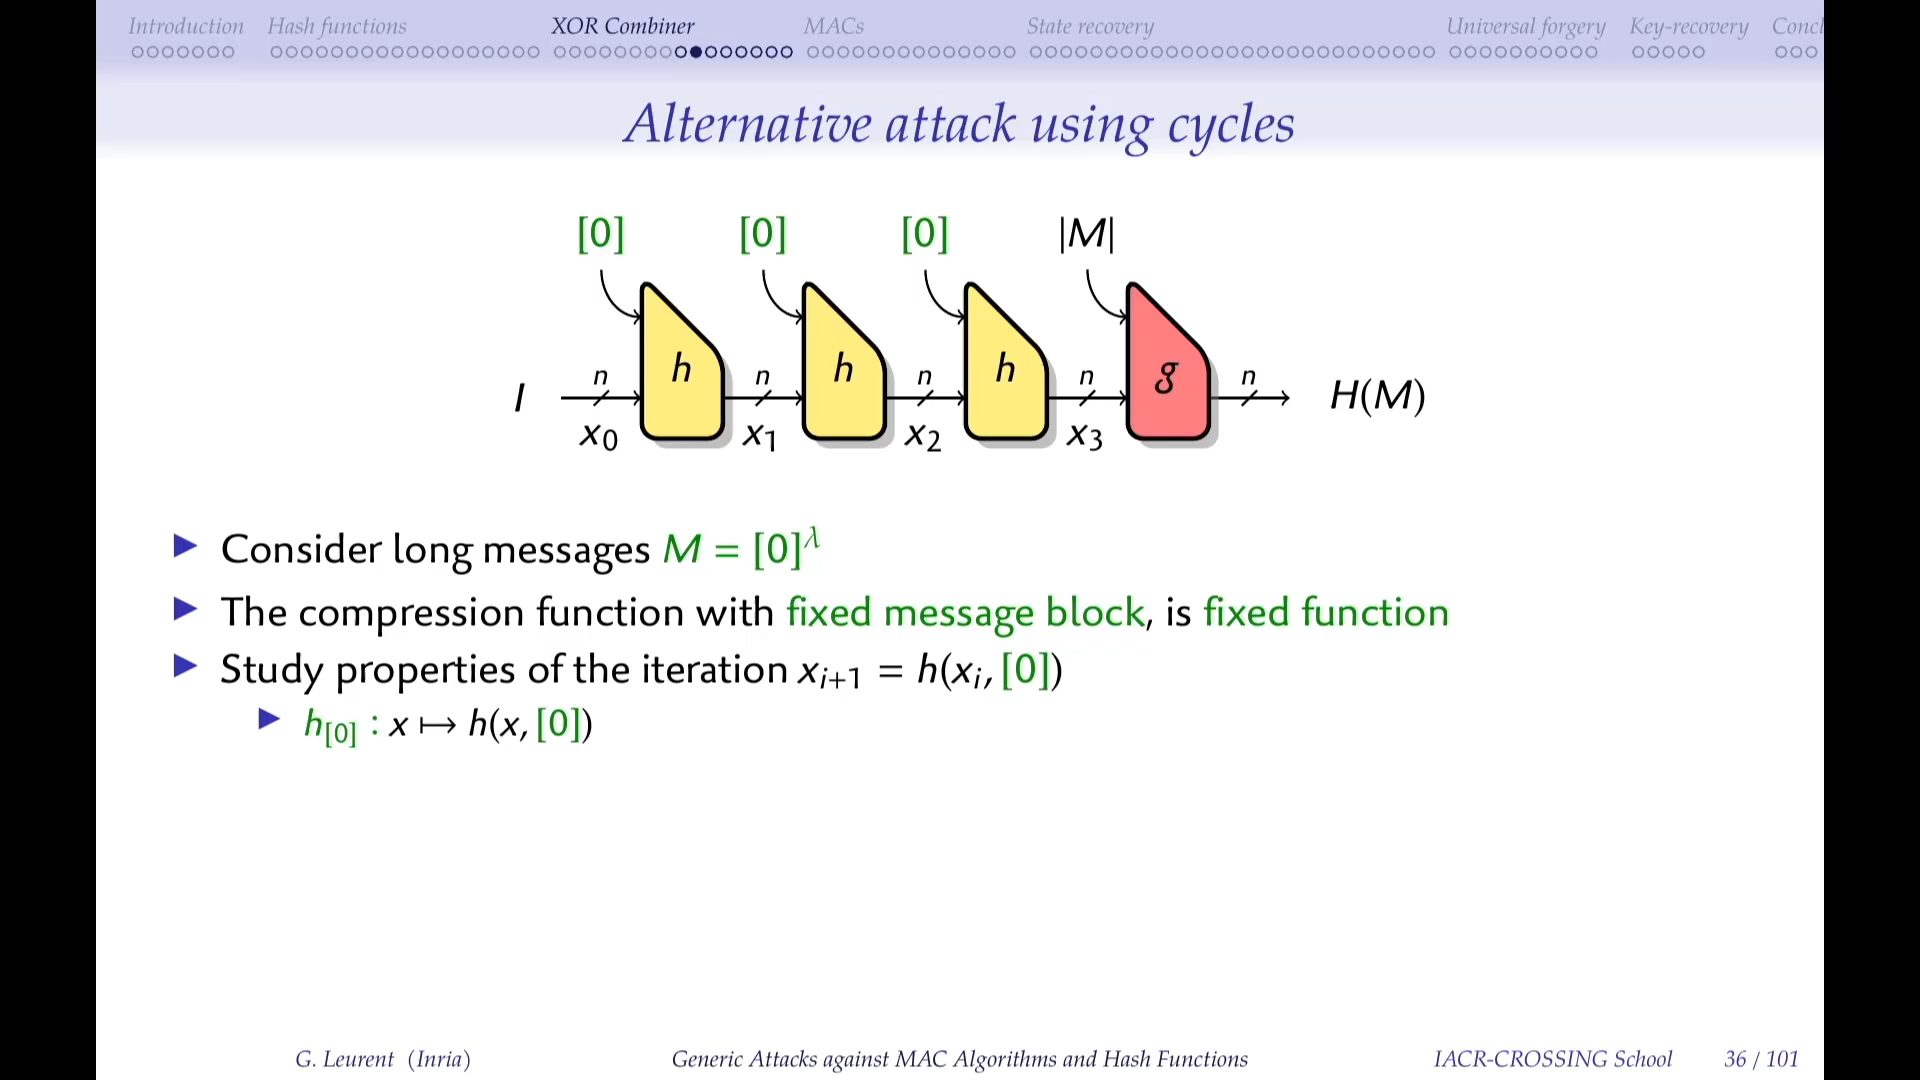 Introduction Hash functions XOR Combiner MACs State recovery Universal forgery Key-recovery Concl
Alternative attack using cycles
[0] [0] [0] |M|
h h h g
n n n n n
I H(M)
x₀ x₁ x₂ x₃
▶ Consider long messages M = [0]^λ
▶ The compression function with fixed message block, is fixed function
▶ Study properties of the iteration xᵢ₊₁ = h(xᵢ, [0])
▶ h_[0] : x ↦ h(x, [0])
G. Leurent (Inria) Generic Attacks against MAC Algorithms and Hash Functions IACR-CROSSING School 36 / 101